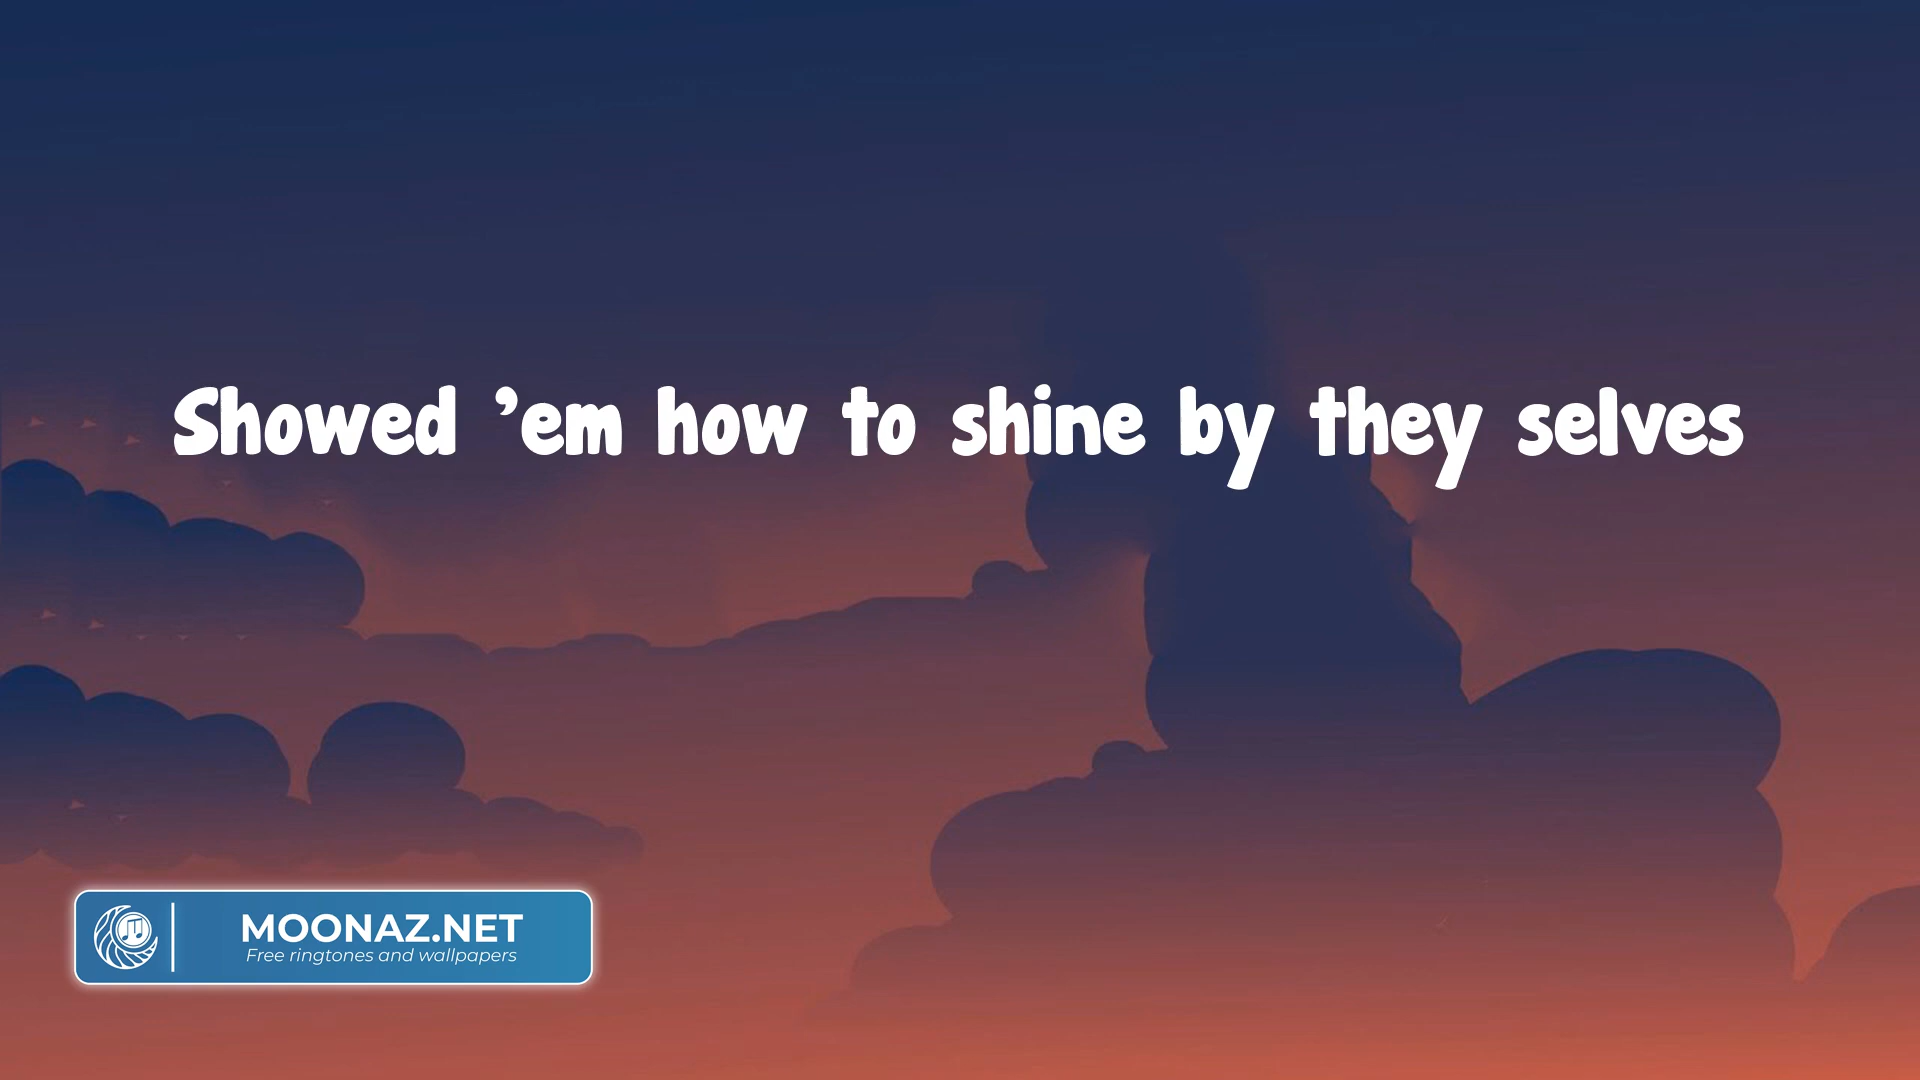 Showed ’em how to shine by they selves
MOONAZ.NET
Free ringtones and wallpapers